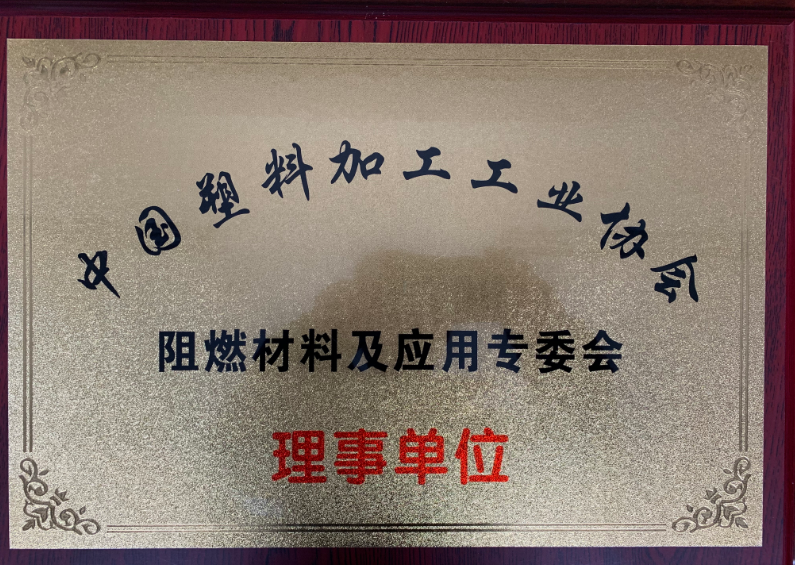 中国塑料加工工业协会
阻燃材料及应用专委会
理事单位